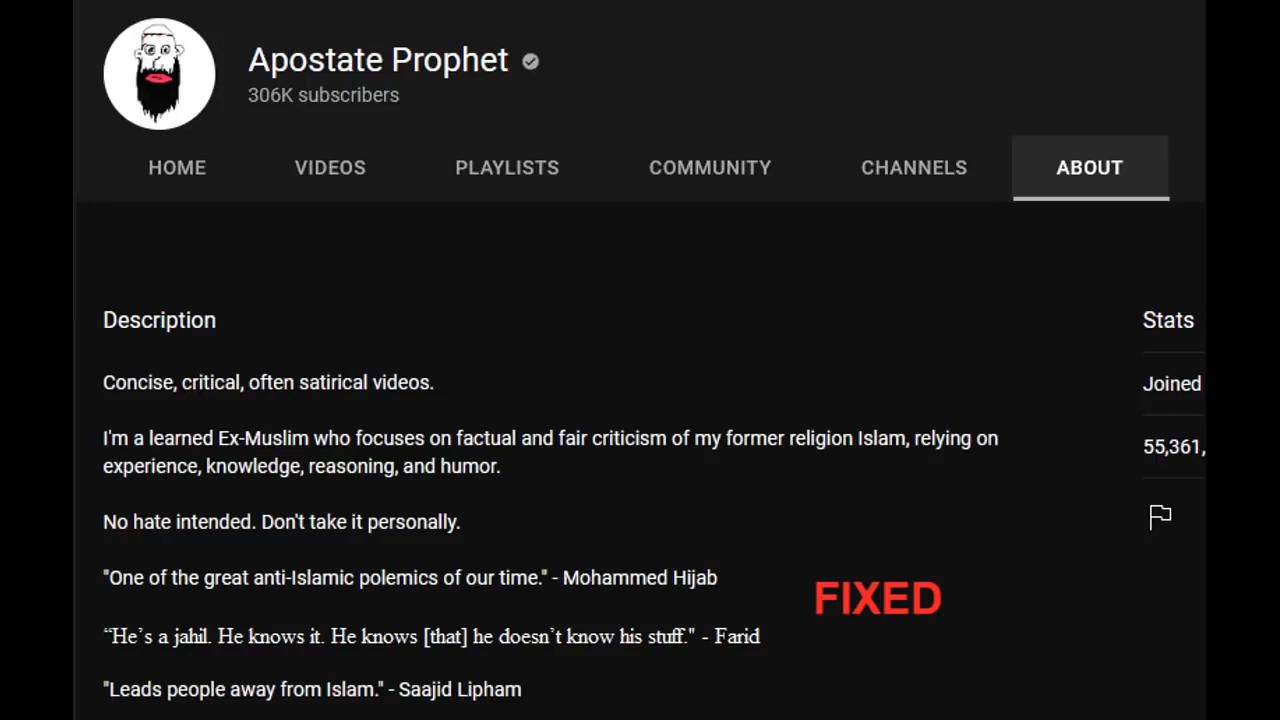 Apostate Prophet
306K subscribers
HOME VIDEOS PLAYLISTS COMMUNITY CHANNELS ABOUT
Description
Stats
Concise, critical, often satirical videos.
Joined
I'm a learned Ex-Muslim who focuses on factual and fair criticism of my former religion Islam, relying on
experience, knowledge, reasoning, and humor.
55,361,
No hate intended. Don't take it personally.
"One of the great anti-Islamic polemics of our time." - Mohammed Hijab
FIXED
“He’s a jahil. He knows it. He knows [that] he doesn’t know his stuff." - Farid
"Leads people away from Islam." - Saajid Lipham